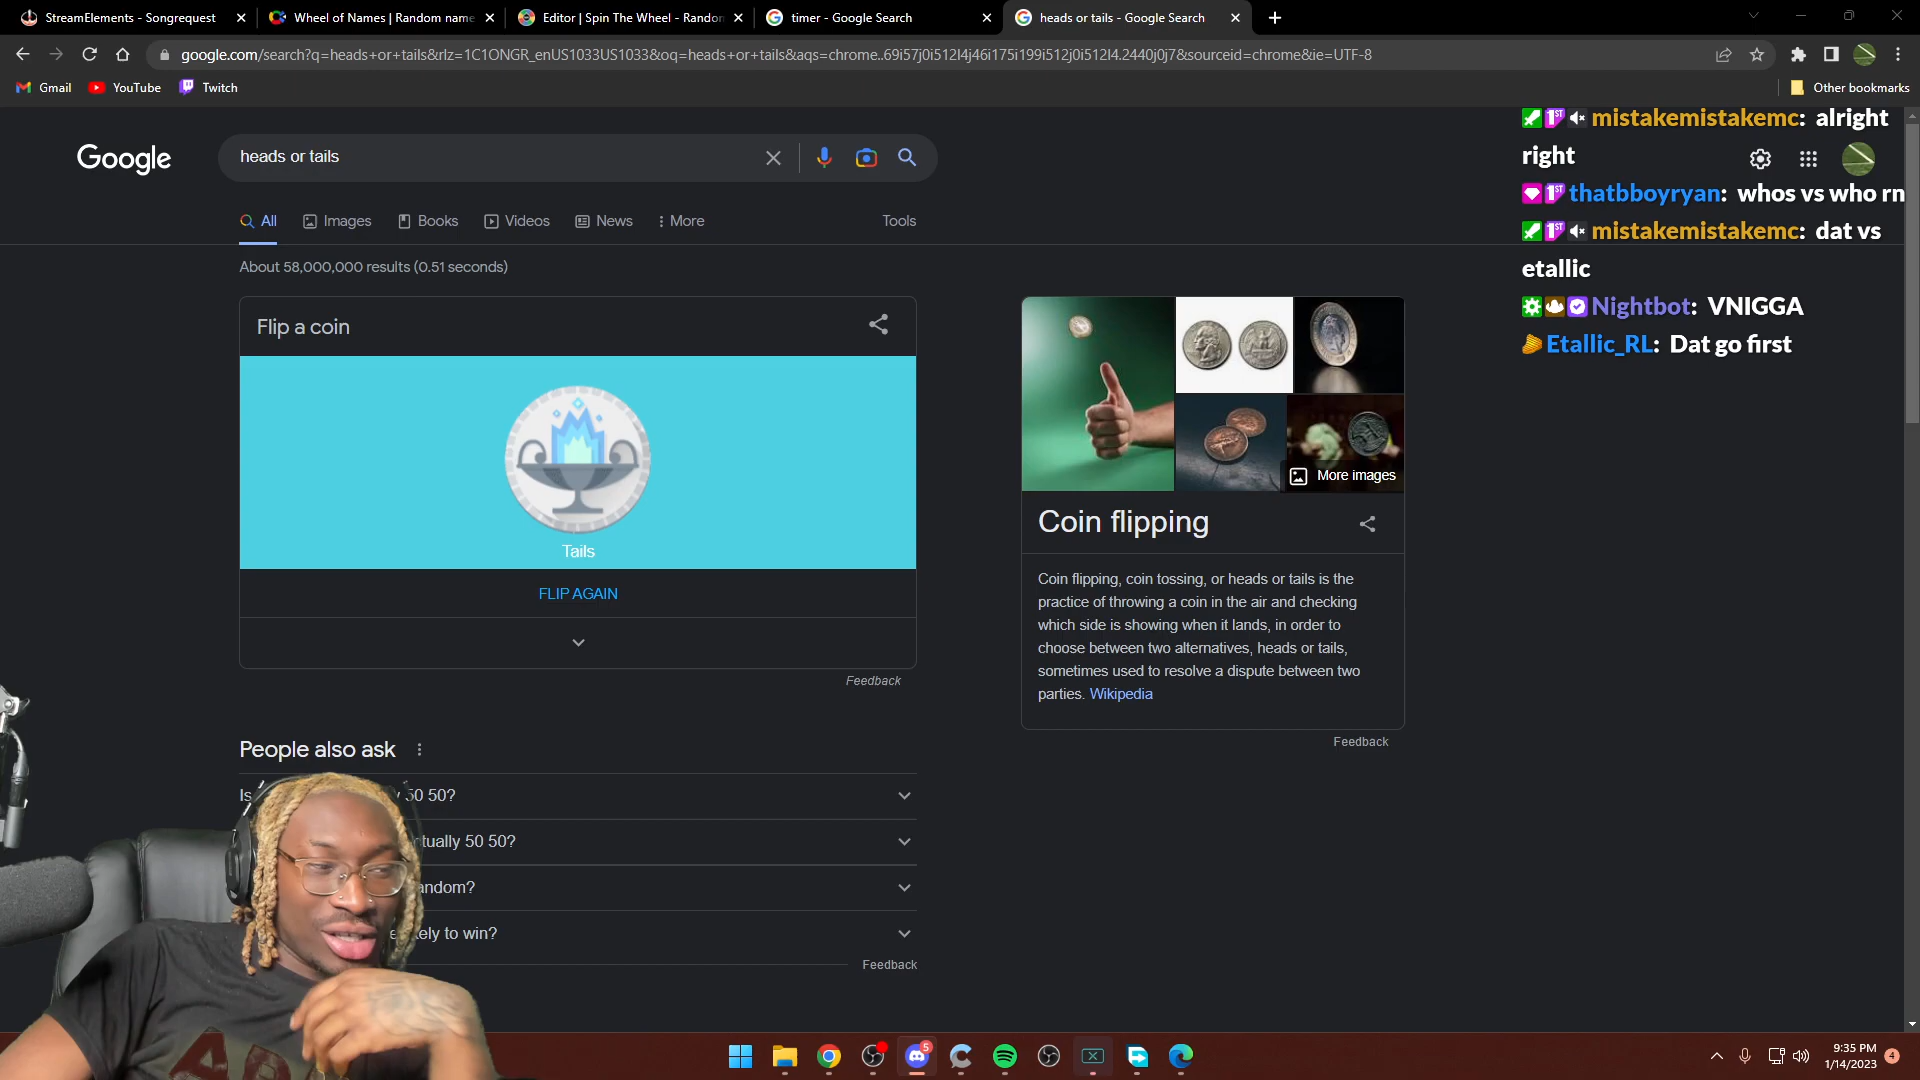 StreamElements - Songrequest
Wheel of Names | Random name
Editor | Spin The Wheel - Random
timer - Google Search
heads or tails - Google Search
google.com/search?q=heads+or+tails&rlz=1C1ONGR_enUS1033US1033&oq=heads+or+tails&aqs=chrome..69i57j0i512l4j46i175i199i512j0i512l4.2440j0j7&sourceid=chrome&ie=UTF-8
Gmail
YouTube
Twitch
Other bookmarks
Google
heads or tails
All
Images
Books
Videos
News
More
Tools
About 58,000,000 results (0.51 seconds)
Flip a coin
Tails
FLIP AGAIN
Feedback
People also ask
Is
50 50?
tually 50 50?
andom?
ely to win?
Feedback
More images
Coin flipping
Coin flipping, coin tossing, or heads or tails is the
practice of throwing a coin in the air and checking
which side is showing when it lands, in order to
choose between two alternatives, heads or tails,
sometimes used to resolve a dispute between two
parties. Wikipedia
Feedback
1ST mistakemistakemc: alright
right
1ST thatbboyryan: whos vs who rn
1ST mistakemistakemc: dat vs
etallic
Nightbot: VNIGGA
Etallic_RL: Dat go first
5
9:35 PM
1/14/2023
4